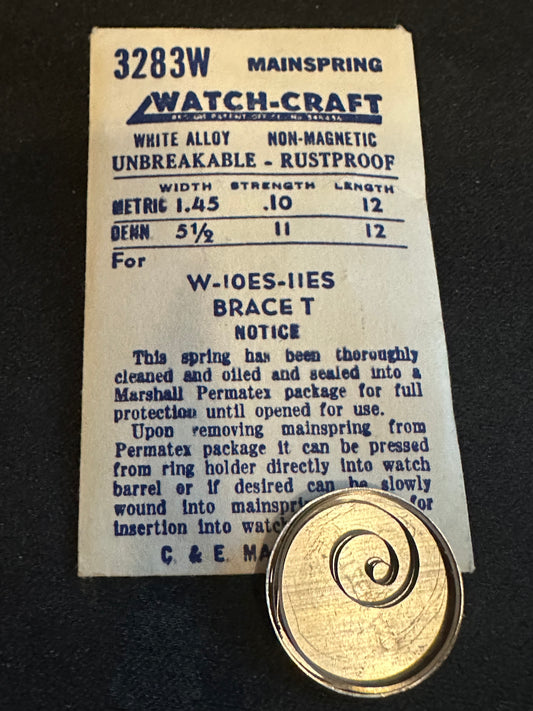 3283W MAINSPRING
WATCH-CRAFT
WHITE ALLOY NON-MAGNETIC
UNBREAKABLE - RUSTPROOF
WIDTH STRENGTH LENGTH
METRIC 1.45 .10 12
DENN. 5½ 11 12
For
W-10ES-11ES
BRACE T
NOTICE
This spring has been thoroughly
cleaned and oiled and sealed into a
Marshall Permatex package for full
protection until opened for use.
Upon removing mainspring from
Permatex package it can be pressed
from ring holder directly into watch
barrel or if desired can be slowly
wound into for
insertion into
C. & E.